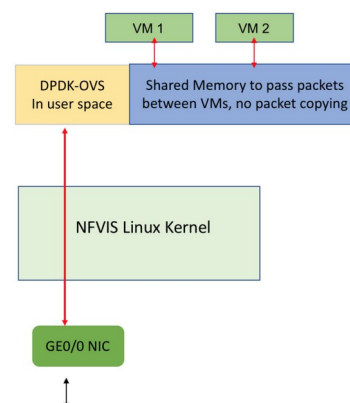 VM 1
VM 2
DPDK-OVS
In user space
Shared Memory to pass packets
between VMs, no packet copying
NFVIS Linux Kernel
GE0/0 NIC